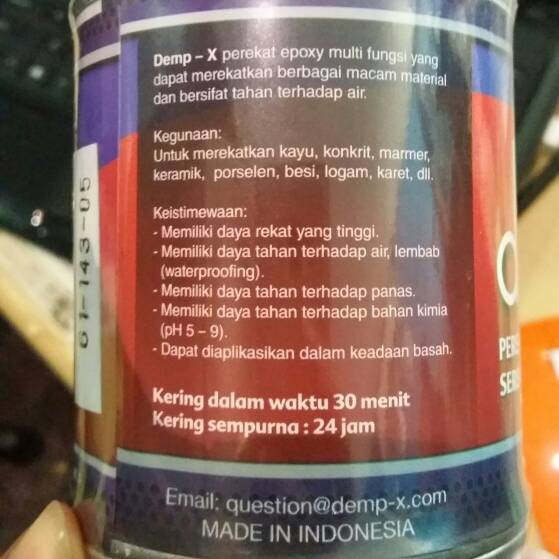 Demp – X perekat epoxy multi fungsi yang
dapat merekatkan berbagai macam material
dan bersifat tahan terhadap air.
Kegunaan:
Untuk merekatkan kayu, konkrit, marmer,
keramik, porselen, besi, logam, karet, dll.
Keistimewaan:
- Memiliki daya rekat yang tinggi.
- Memiliki daya tahan terhadap air, lembab
(waterproofing).
- Memiliki daya tahan terhadap panas.
- Memiliki daya tahan terhadap bahan kimia
(pH 5 – 9).
- Dapat diaplikasikan dalam keadaan basah.
Kering dalam waktu 30 menit
Kering sempurna : 24 jam
Email: question@demp-x.com
MADE IN INDONESIA